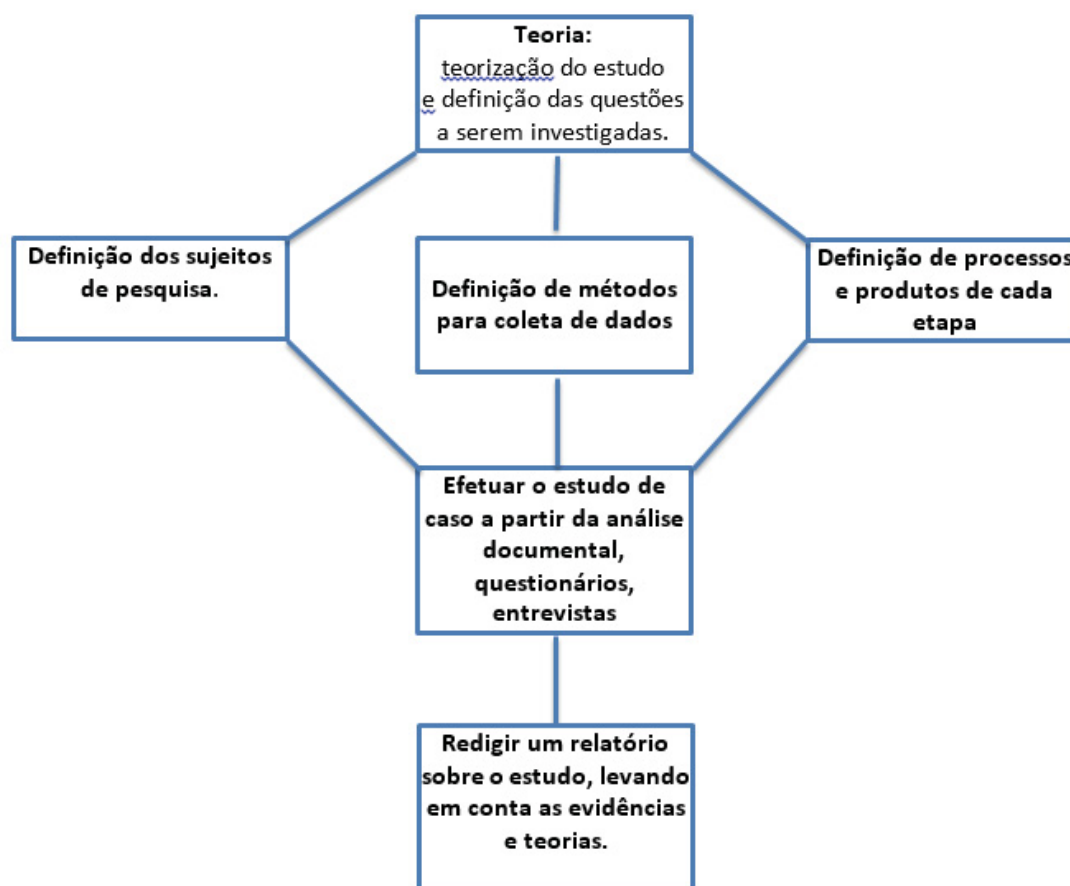 Teoria:
teorização do estudo
e definição das questões
a serem investigadas.
Definição dos sujeitos
de pesquisa.
Definição de métodos
para coleta de dados
Definição de processos
e produtos de cada
etapa
Efetuar o estudo de
caso a partir da análise
documental,
questionários,
entrevistas
Redigir um relatório
sobre o estudo, levando
em conta as evidências
e teorias.